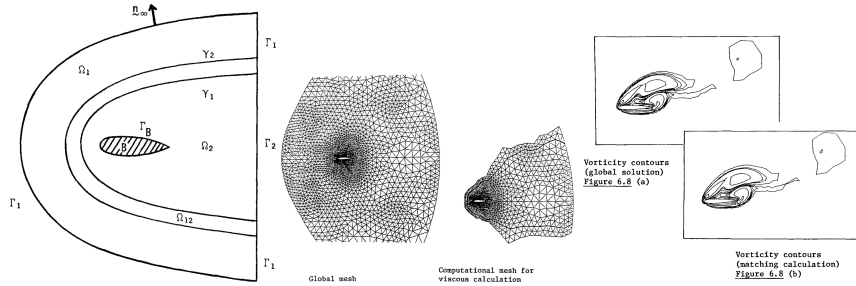 n∞
Γ1
Ω1
γ2
γ1
ΓB
B
Ω2
Γ2
Γ1
Ω12
Γ1
Global mesh
Computational mesh for
viscous calculation
Vorticity contours
(global solution)
Figure 6.8 (a)
Vorticity contours
(matching calculation)
Figure 6.8 (b)